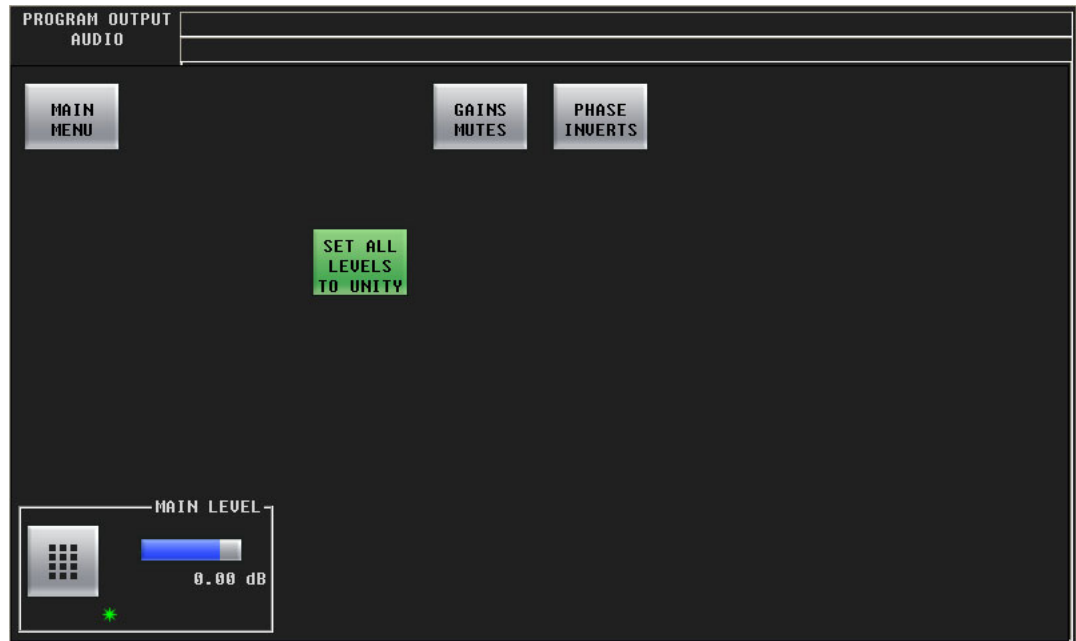 PROGRAM OUTPUT
AUDIO
MAIN
MENU
GAINS
MUTES
PHASE
INVERTS
SET ALL
LEVELS
TO UNITY
MAIN LEVEL
0.00 dB